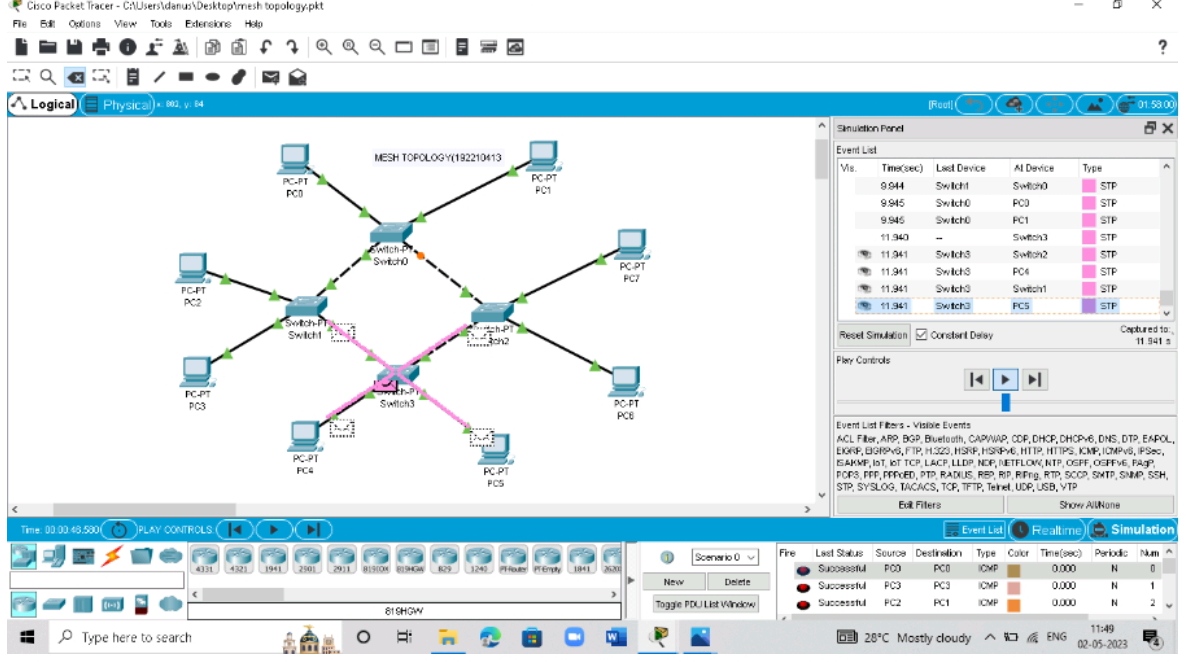 Cisco Packet Tracer - C:\Users\danus\Desktop\mesh topology.pkt
File Edit Options View Tools Extensions Help
?
Logical Physical x: 882, y: 84 [Root] 01:58:00
MESH TOPOLOGY(192210413
PC-PT
PC0
PC-PT
PC1
Switch-PT
Switch0
PC-PT
PC7
PC-PT
PC2
Switch-PT
Switch1
PC-PT
PC3
Switch3
PC-PT
PC6
PC-PT
PC4
PC-PT
PC5
Simulation Panel
Event List
Vis. Time(sec) Last Device At Device Type
9.944 Switch1 Switch0 STP
9.945 Switch0 PC0 STP
9.945 Switch0 PC1 STP
11.940 -- Switch3 STP
11.941 Switch3 Switch2 STP
11.941 Switch3 PC4 STP
11.941 Switch3 Switch1 STP
11.941 Switch3 PC5 STP
Reset Simulation Constant Delay Captured to:
11.941 s
Play Controls
Event List Filters - Visible Events
ACL Filter, ARP, BGP, Bluetooth, CAPWAP, CDP, DHCP, DHCPv6, DNS, DTP, EAPOL,
EIGRP, EIGRPv6, FTP, H.323, HSRP, HSRPv6, HTTP, HTTPS, ICMP, ICMPv6, IPSec,
ISAKMP, IoT, IoT TCP, LACP, LLDP, NDP, NETFLOW, NTP, OSPF, OSPFv6, PAgP,
POP3, PPP, PPPoED, PTP, RADIUS, REP, RIP, RIPng, RTP, SCCP, SMTP, SNMP, SSH,
STP, SYSLOG, TACACS, TCP, TFTP, Telnet, UDP, USB, VTP
Edit Filters Show All/None
Time: 00:00:46.580 PLAY CONTROLS: Event List Realtime Simulation
4331 4321 1941 2901 2911 819IOX 819HGW 829 1240 PT-Router PT-Empty 1841 2620
819HGW
Scenario 0
New Delete
Toggle PDU List Window
Fire Last Status Source Destination Type Color Time(sec) Periodic Num
Successful PC0 PC0 ICMP 0.000 N 0
Successful PC3 PC3 ICMP 0.000 N 1
Successful PC2 PC1 ICMP 0.000 N 2
Type here to search
28°C Mostly cloudy ENG
11:49
02-05-2023